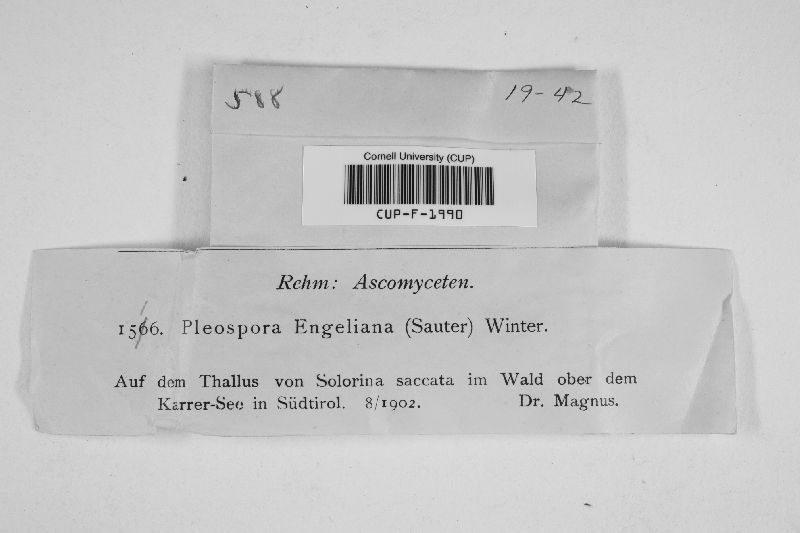 588
19-42
Cornell University (CUP)
CUP-F-1990
Rehm: Ascomyceten.
1566. Pleospora Engeliana (Sauter) Winter.
Auf dem Thallus von Solorina saccata im Wald ober dem
Karrer-See in Südtirol. 8/1902. Dr. Magnus.